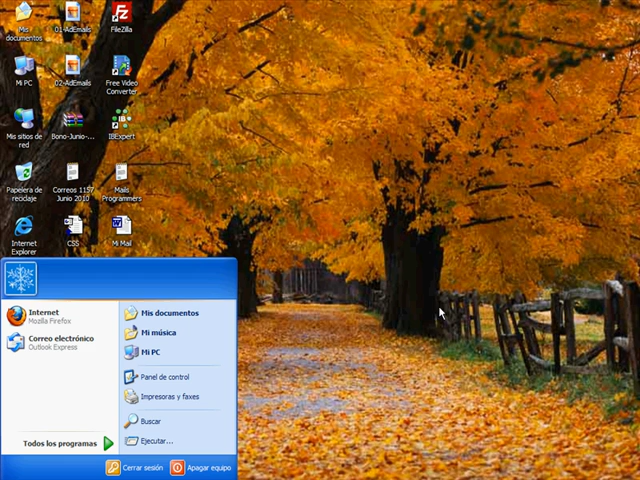 Mis
documentos
01-AdEmails
FileZilla
Mi PC
02-AdEmails
Free Video
Converter
Mis sitios de
red
Bono-Junio-...
IBExpert
Papelera de
reciclaje
Correos 1157
Junio 2010
Mails
Programmers
Internet
Explorer
CSS
Mi Mail
Internet
Mozilla Firefox
Correo electrónico
Outlook Express
Todos los programas
Mis documentos
Mi música
Mi PC
Panel de control
Impresoras y faxes
Buscar
Ejecutar...
Cerrar sesión
Apagar equipo